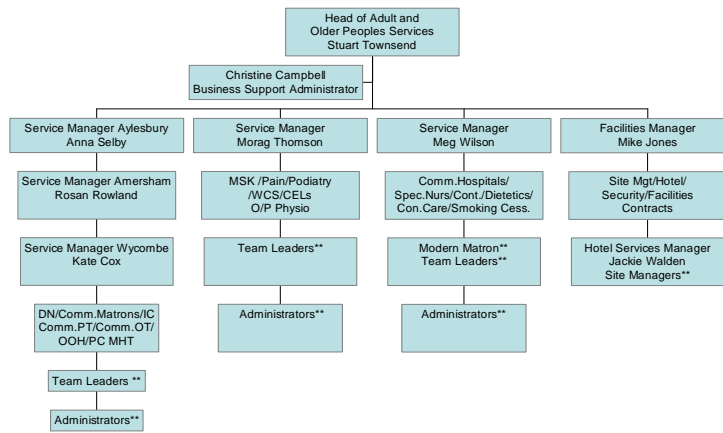 Head of Adult and
Older Peoples Services
Stuart Townsend
Christine Campbell
Business Support Administrator
Service Manager Aylesbury
Anna Selby
Service Manager Amersham
Rosan Rowland
Service Manager Wycombe
Kate Cox
DN/Comm.Matrons/IC
Comm.PT/Comm.OT/
OOH/PC MHT
Team Leaders **
Administrators**
Service Manager
Morag Thomson
MSK /Pain/Podiatry
/WCS/CELs
O/P Physio
Team Leaders**
Administrators**
Service Manager
Meg Wilson
Comm.Hospitals/
Spec.Nurs/Cont./Dietetics/
Con.Care/Smoking Cess.
Modern Matron**
Team Leaders**
Administrators**
Facilities Manager
Mike Jones
Site Mgt/Hotel/
Security/Facilities
Contracts
Hotel Services Manager
Jackie Walden
Site Managers**